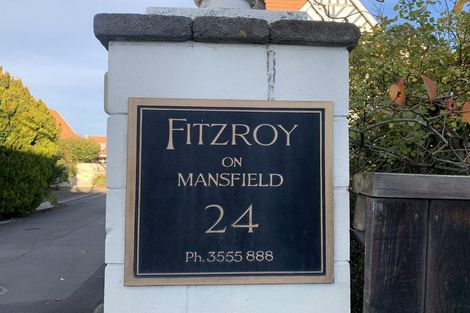 FITZROY
ON
MANSFIELD
24
PH. 3555 888